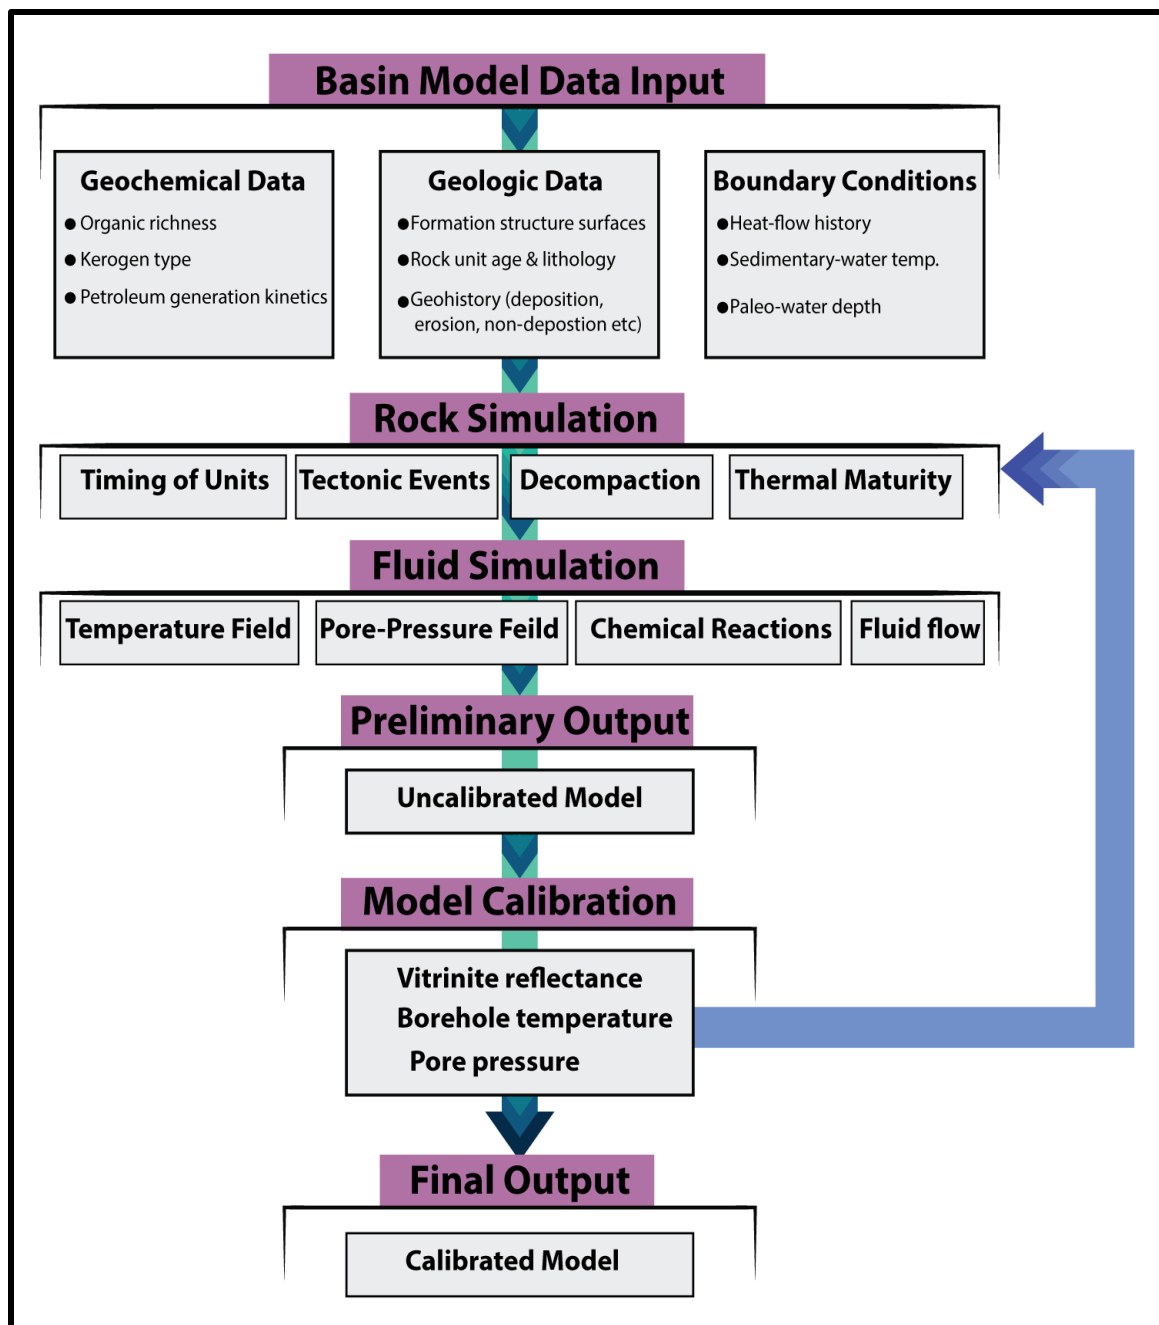 Basin Model Data Input
Geochemical Data
● Organic richness
● Kerogen type
● Petroleum generation kinetics
Geologic Data
●Formation structure surfaces
●Rock unit age & lithology
●Geohistory (deposition,
erosion, non-depostion etc)
Boundary Conditions
●Heat-flow history
●Sedimentary-water temp.
●Paleo-water depth
Rock Simulation
Timing of Units
Tectonic Events
Decompaction
Thermal Maturity
Fluid Simulation
Temperature Field
Pore-Pressure Feild
Chemical Reactions
Fluid flow
Preliminary Output
Uncalibrated Model
Model Calibration
Vitrinite reflectance
Borehole temperature
Pore pressure
Final Output
Calibrated Model